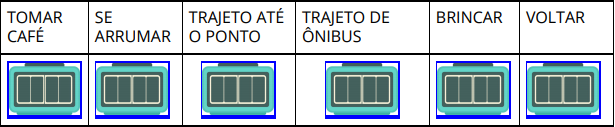 TOMAR
CAFÉ
SE
ARRUMAR
TRAJETO ATÉ
O PONTO
TRAJETO DE
ÔNIBUS
BRINCAR
VOLTAR